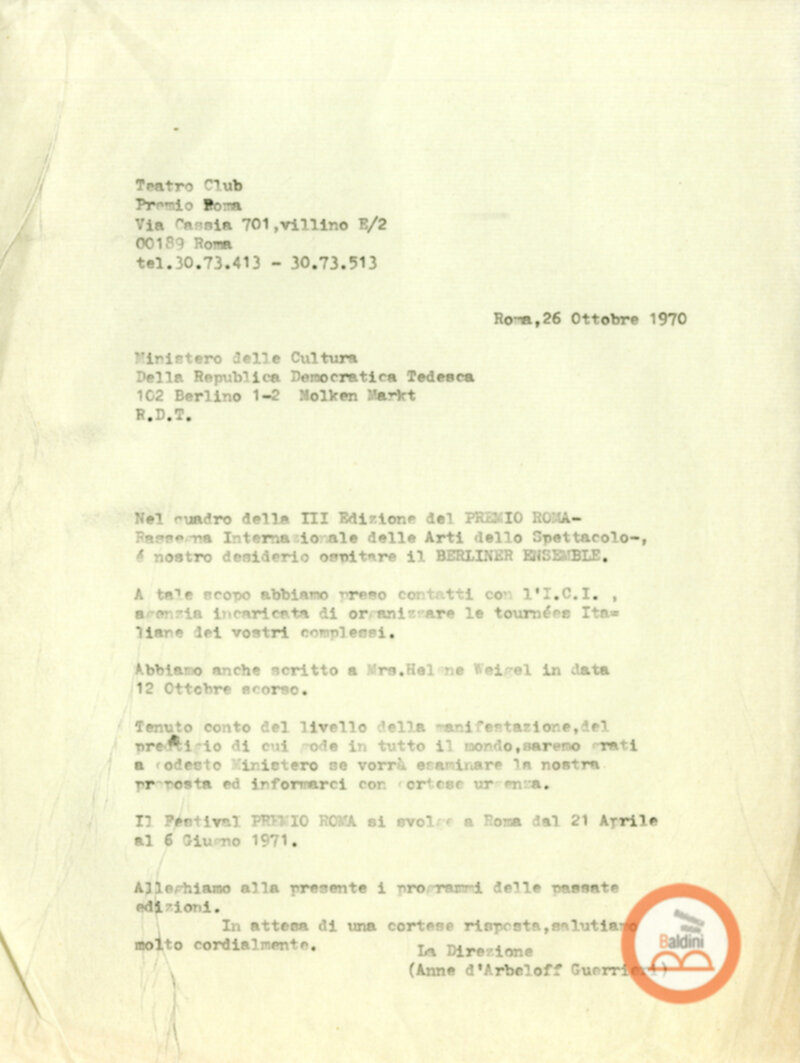 Teatro Club
Premio Roma
Via Cassia 701,villino E/2
00189 Roma
tel.30.73.413 - 30.73.513
Roma,26 Ottobre 1970
Ministero delle Cultura
Della Republica Democratica Tedesca
102 Berlino 1-2 Molken Markt
R.D.T.
Nel quadro della III Edizione del PREMIO ROMA-
Rassegna Internazionale delle Arti dello Spettacolo-,
é nostro desiderio ospitare il BERLINER ENSEMBLE.
A tale scopo abbiamo preso contatti con l'I.C.I. ,
agenzia incaricata di organizzare le tournées Ita=
liane dei vostri complessi.
Abbiamo anche scritto a Mrs.Helene Weigel in data
12 Ottobre scorso.
Tenuto conto del livello della manifestazione,del
prestigio di cui gode in tutto il mondo,saremo grati
a codesto Ministero se vorrà esaminare la nostra
proposta ed informarci con cortese urgenza.
Il Festival PREMIO ROMA si svolge a Roma dal 21 Aprile
al 6 Giugno 1971.
Alleghiamo alla presente i programmi delle passate
edizioni.
In attesa di una cortese risposta,salutiamo
molto cordialmente.
La Direzione
(Anne d'Arbeloff Guerrieri)
Biblioteca
statale
Baldini